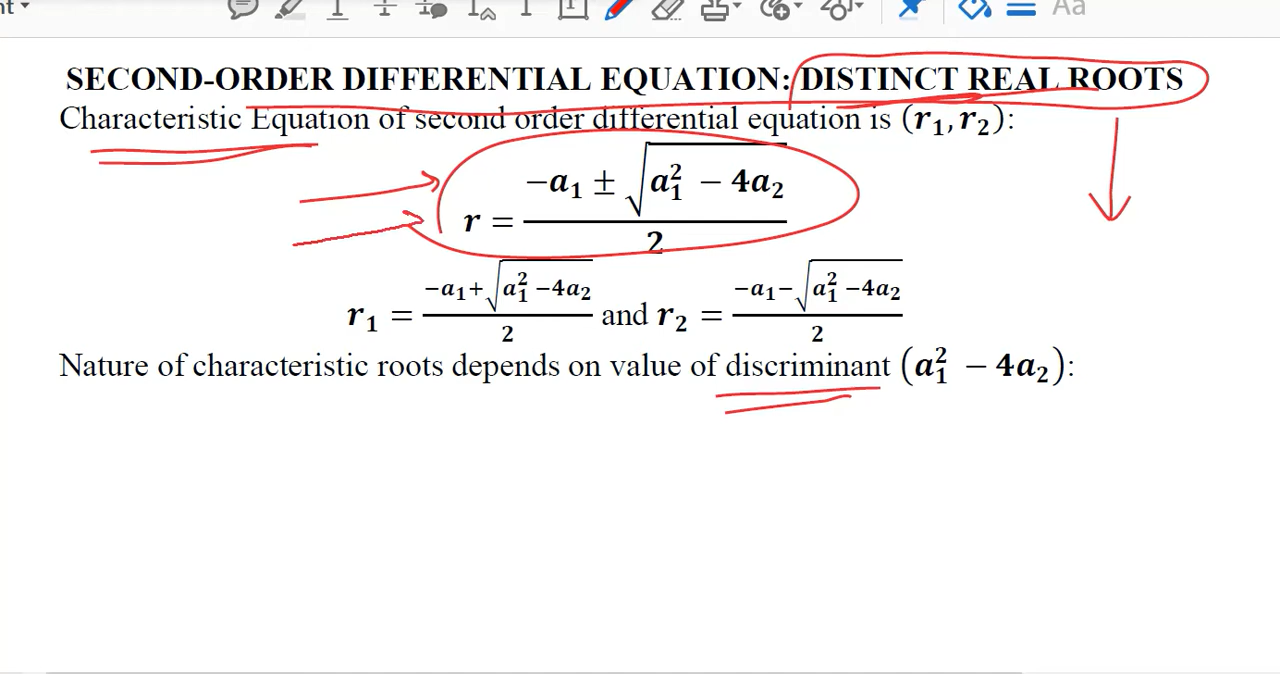 nt
Aa
SECOND-ORDER DIFFERENTIAL EQUATION: DISTINCT REAL ROOTS
Characteristic Equation of second order differential equation is (r₁, r₂):
r = (−a₁ ± √(a₁² − 4a₂)) / 2
r₁ = (−a₁+√(a₁² −4a₂)) / 2 and r₂ = (−a₁−√(a₁² −4a₂)) / 2
Nature of characteristic roots depends on value of discriminant (a₁² − 4a₂):